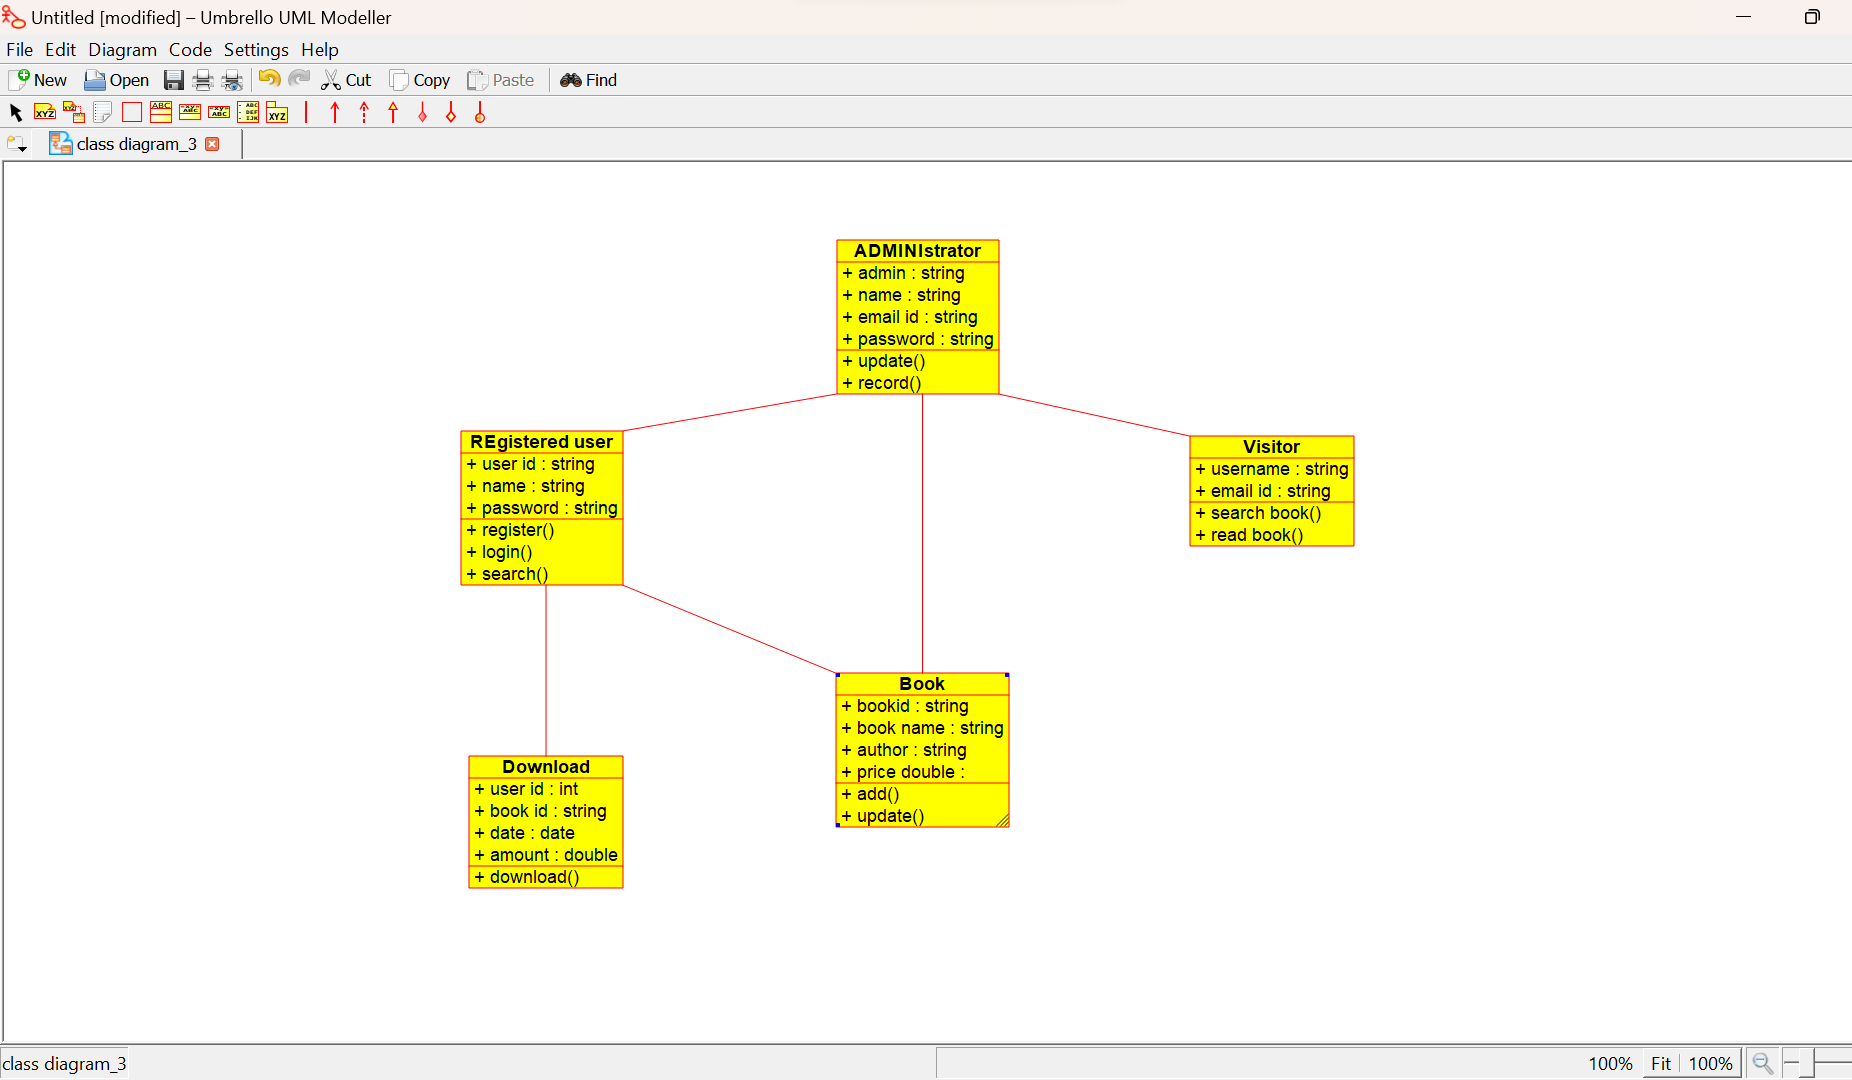 Untitled [modified] – Umbrello UML Modeller
File Edit Diagram Code Settings Help
New Open Cut Copy Paste Find
class diagram_3
ADMINIstrator
+ admin : string
+ name : string
+ email id : string
+ password : string
+ update()
+ record()
REgistered user
+ user id : string
+ name : string
+ password : string
+ register()
+ login()
+ search()
Visitor
+ username : string
+ email id : string
+ search book()
+ read book()
Book
+ bookid : string
+ book name : string
+ author : string
+ price double :
+ add()
+ update()
Download
+ user id : int
+ book id : string
+ date : date
+ amount : double
+ download()
class diagram_3 100% Fit 100%